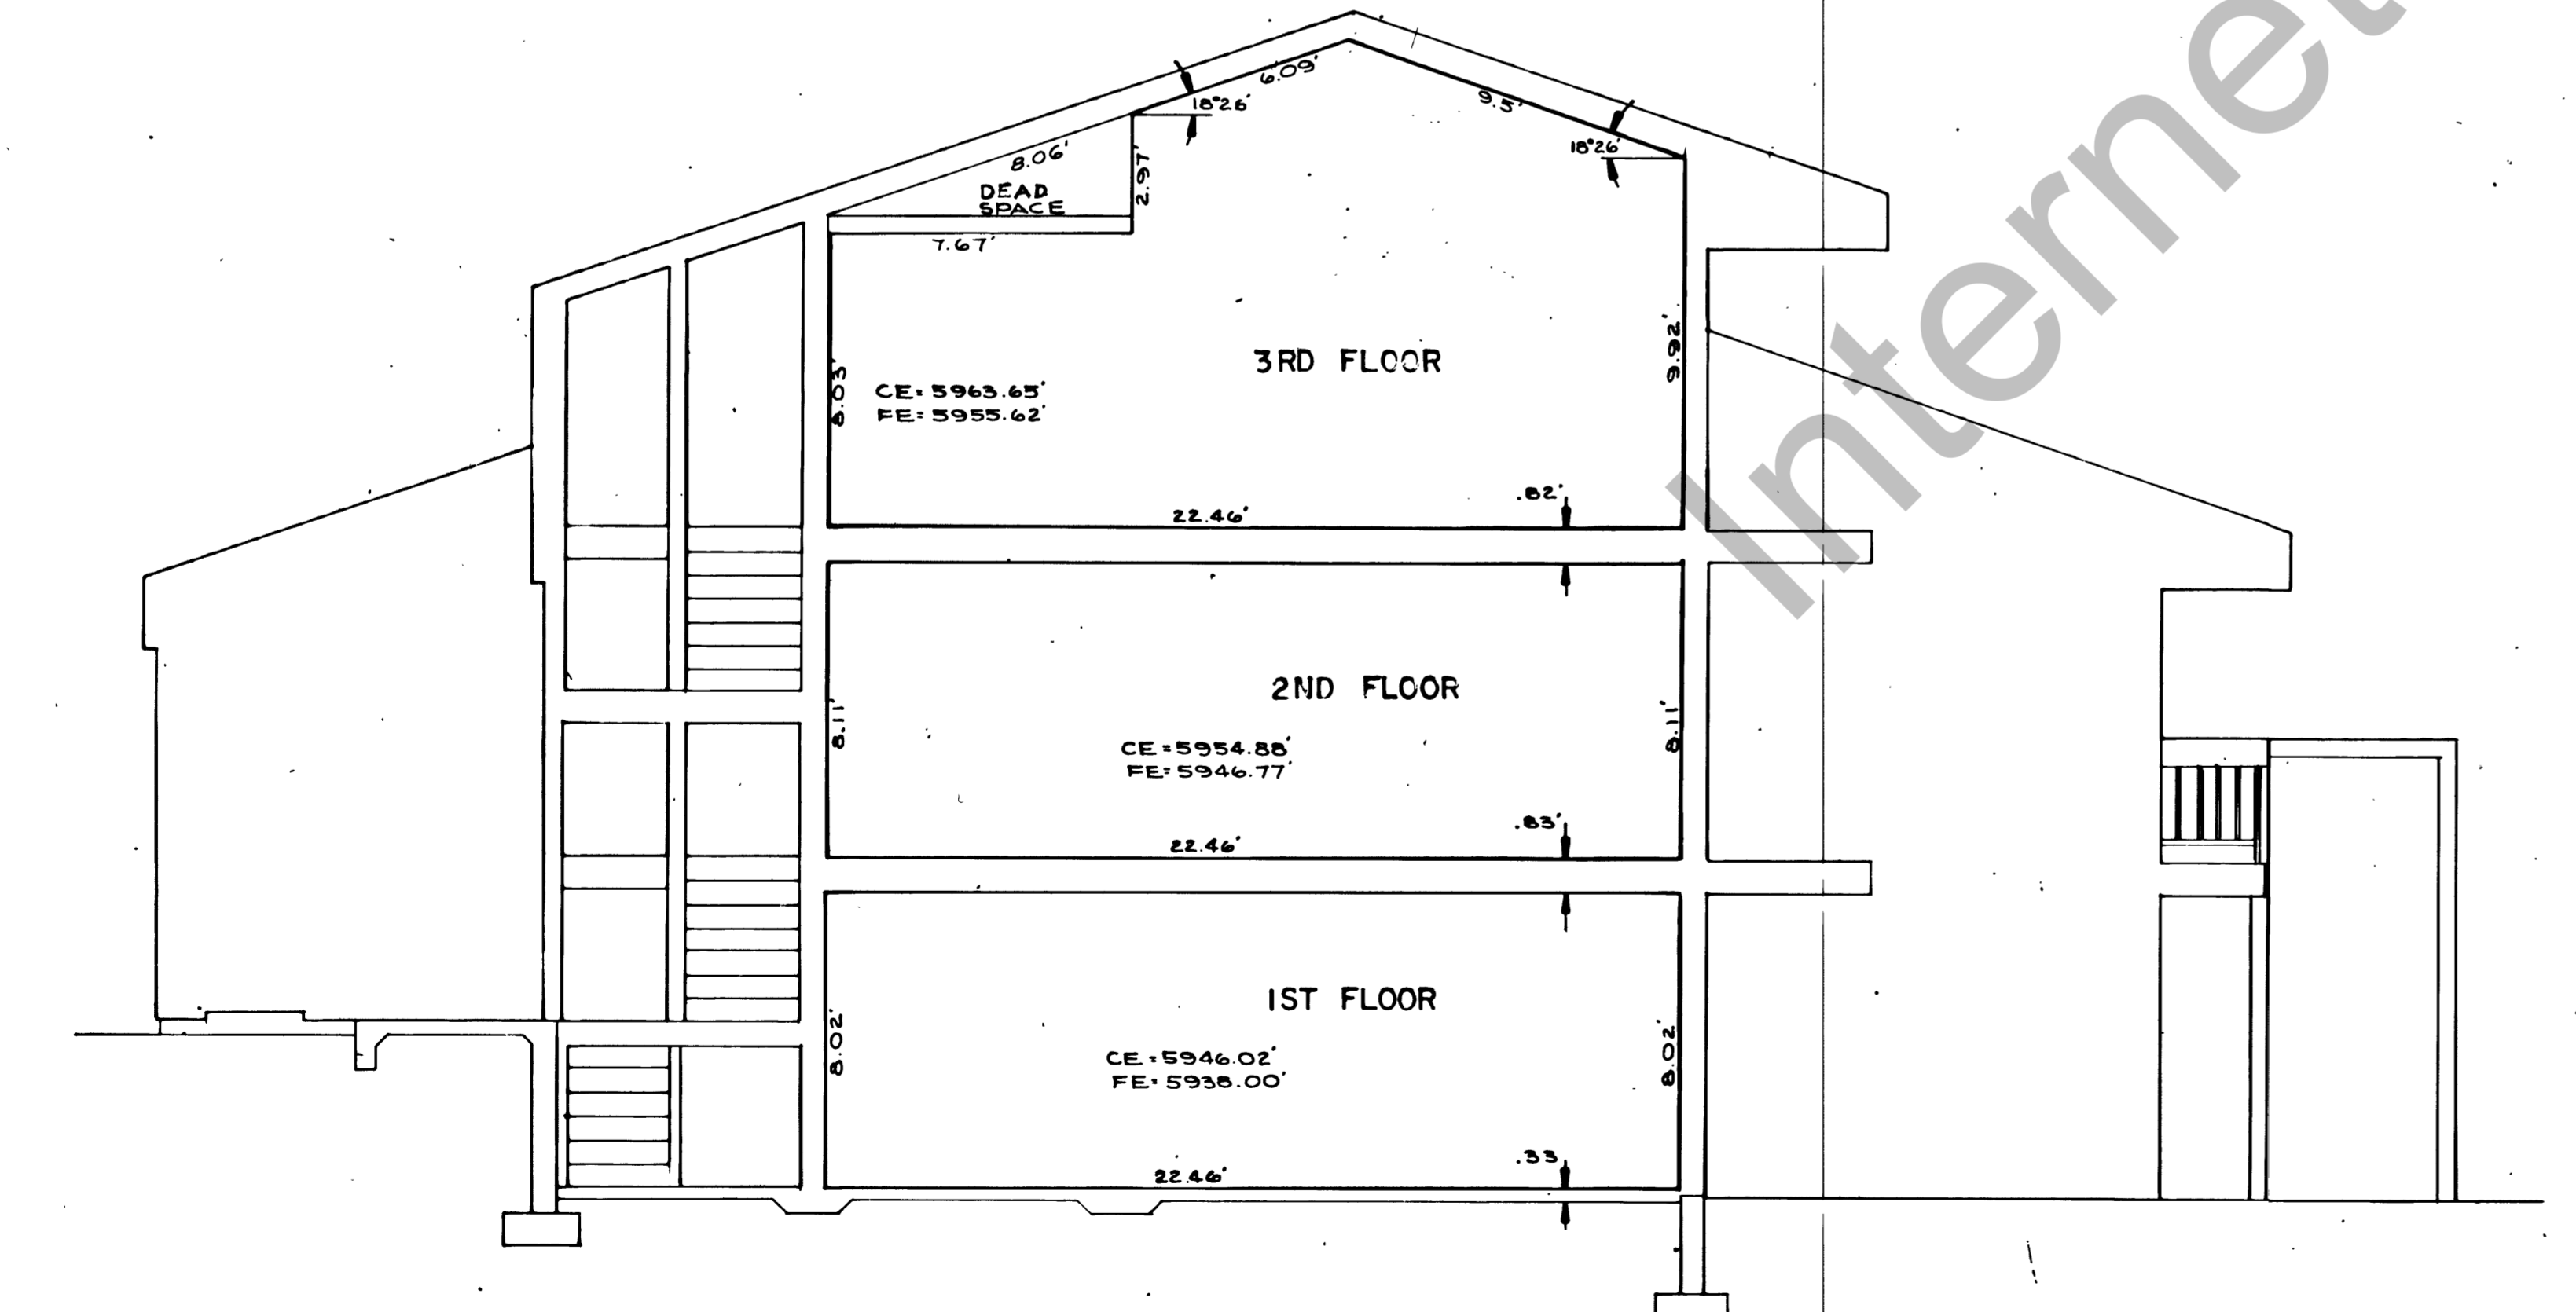 6.09'
18°26'
9.5'
18°26'
8.06'
2.97'
DEAD
SPACE
7.67'
3RD FLOOR
9.92'
8.03'
CE= 5963.65'
FE= 5955.62'
.82'
22.46'
2ND FLOOR
8.11'
8.11'
CE=5954.88'
FE=5946.77'
.83'
22.46'
1ST FLOOR
8.02'
8.02'
CE=5946.02'
FE=5938.00'
.33
22.46'
Internet